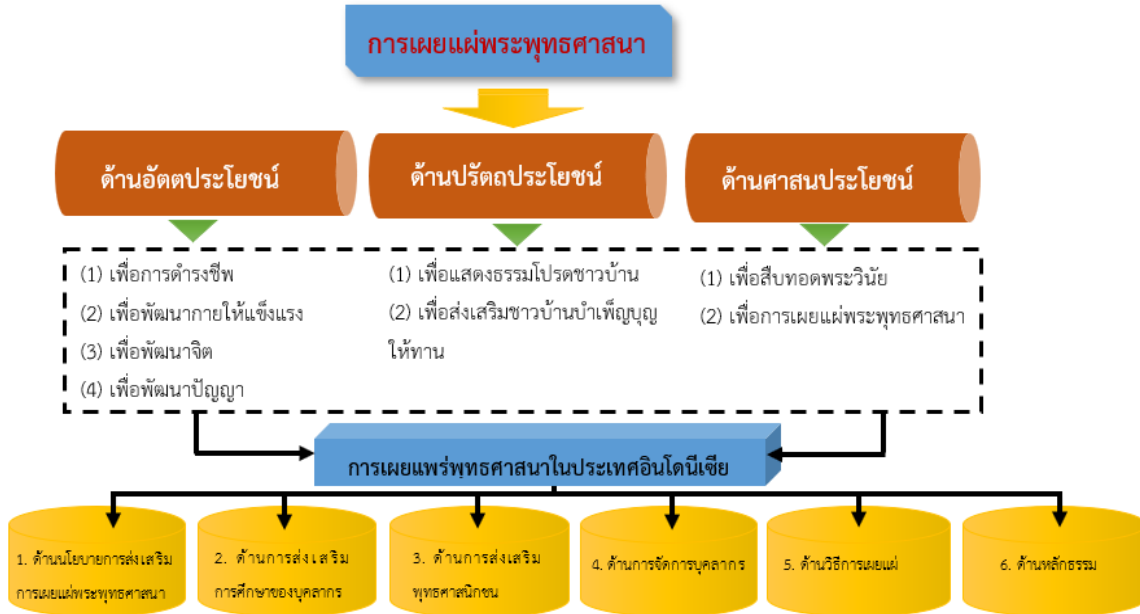 การเผยแผ่พระพุทธศาสนา
ด้านอัตตประโยชน์
ด้านปรัตถประโยชน์
ด้านศาสนประโยชน์
(1) เพื่อการดำรงชีพ
(2) เพื่อพัฒนากายให้แข็งแรง
(3) เพื่อพัฒนาจิต
(4) เพื่อพัฒนาปัญญา
(1) เพื่อแสดงธรรมโปรดชาวบ้าน
(2) เพื่อส่งเสริมชาวบ้านบำเพ็ญบุญ
ให้ทาน
(1) เพื่อสืบทอดพระวินัย
(2) เพื่อการเผยแผ่พระพุทธศาสนา
การเผยแพร่พุทธศาสนาในประเทศอินโดนีเซีย
1. ด้านนโยบายการส่งเสริม
การเผยแผ่พระพุทธศาสนา
2. ด้านการส่งเสริม
การศึกษาของบุคลากร
3. ด้านการส่งเสริม
พุทธศาสนิกชน
4. ด้านการจัดการบุคลากร
5. ด้านวิธีการเผยแผ่
6. ด้านหลักธรรม